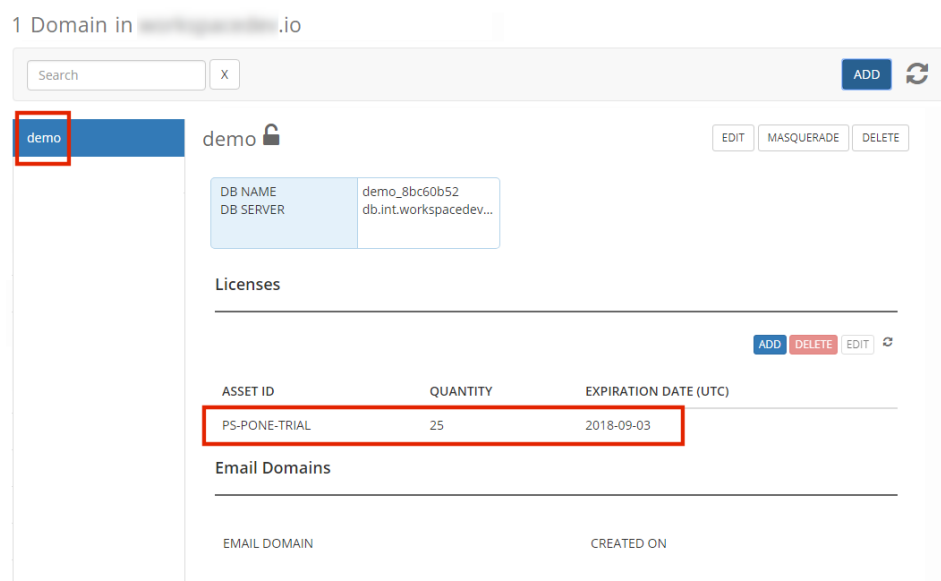 1 Domain in .io
Search X ADD
demo
demo EDIT MASQUERADE DELETE
DB NAME demo_8bc60b52
DB SERVER db.int.workspacedev...
Licenses
ADD DELETE EDIT
ASSET ID QUANTITY EXPIRATION DATE (UTC)
PS-PONE-TRIAL 25 2018-09-03
Email Domains
EMAIL DOMAIN CREATED ON